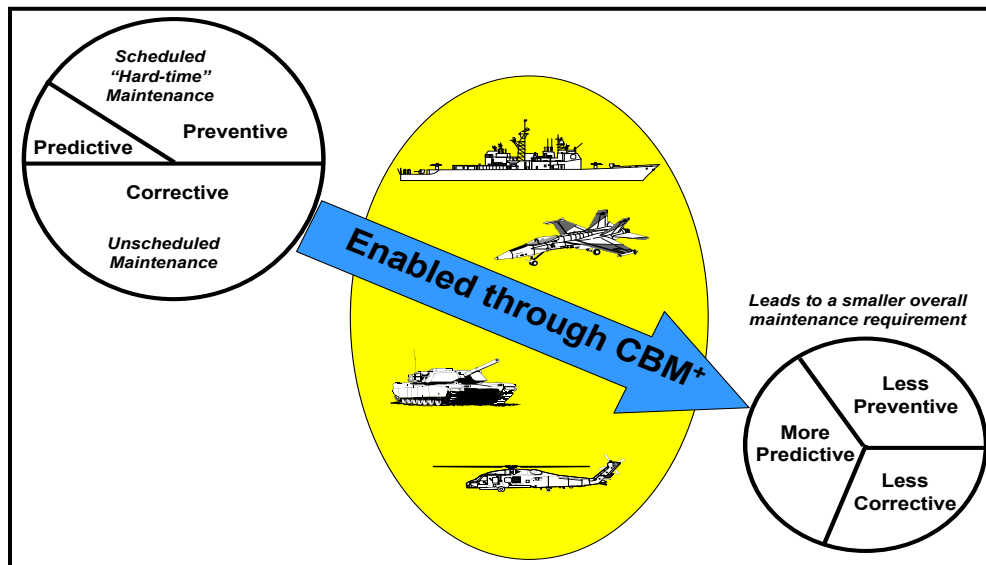 Scheduled
“Hard-time”
Maintenance
Preventive
Predictive
Corrective
Unscheduled
Maintenance
Enabled through CBM+
Leads to a smaller overall
maintenance requirement
Less
Preventive
More
Predictive
Less
Corrective